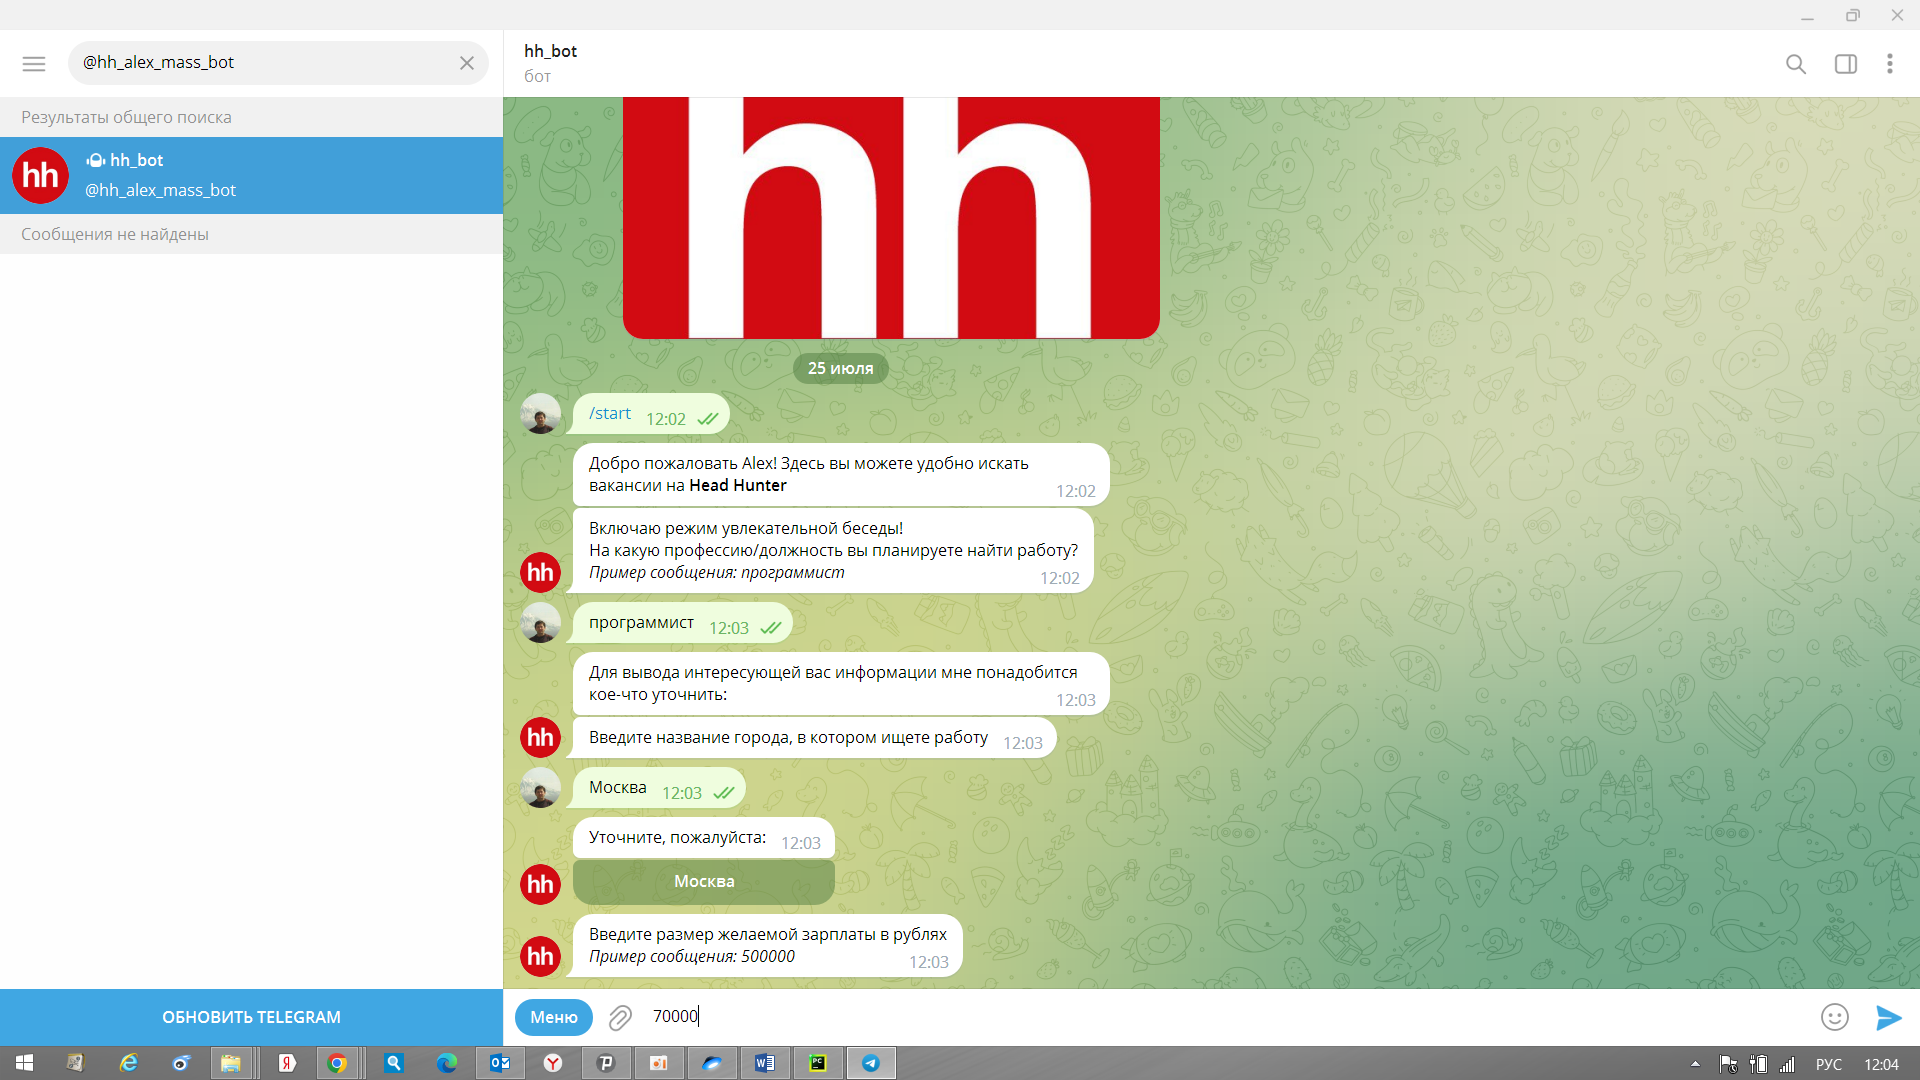 @hh_alex_mass_bot
Результаты общего поиска
hh
hh_bot
@hh_alex_mass_bot
Сообщения не найдены
ОБНОВИТЬ TELEGRAM
hh_bot
бот
hh
25 июля
/start 12:02
Добро пожаловать Alex! Здесь вы можете удобно искать
вакансии на Head Hunter
12:02
Включаю режим увлекательной беседы!
На какую профессию/должность вы планируете найти работу?
Пример сообщения: программист
12:02
hh
программист 12:03
Для вывода интересующей вас информации мне понадобится
кое-что уточнить:
12:03
hh
Введите название города, в котором ищете работу 12:03
Москва 12:03
Уточните, пожалуйста: 12:03
hh
Москва
Введите размер желаемой зарплаты в рублях
Пример сообщения: 500000
12:03
hh
Меню
70000
РУС
12:04